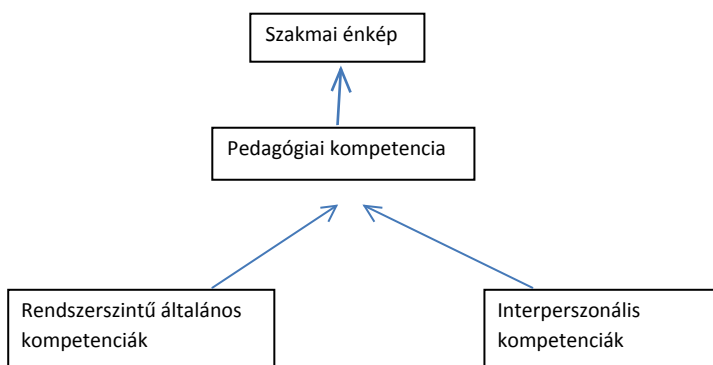 Szakmai énkép
Pedagógiai kompetencia
Rendszerszintű általános
kompetenciák
Interperszonális
kompetenciák